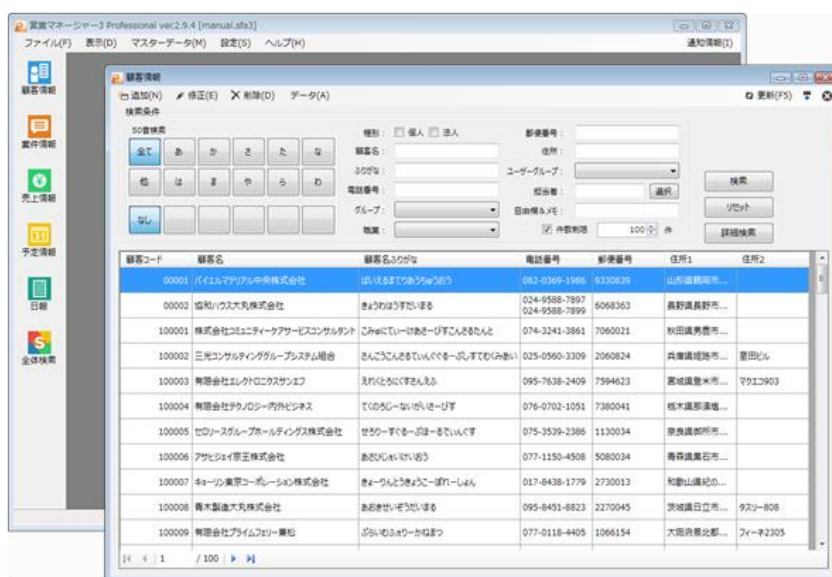 営業マネージャー3 Professional ver.2.9.4 [manual.sfa3]
ファイル(F) 表示(D) マスターデータ(M) 設定(S) ヘルプ(H) 通知情報(I)
顧客情報
案件情報
売上情報
予定情報
日報
全体検索
顧客情報
追加(N) 修正(E) 削除(D) データ(A) 更新(F5)
検索条件
50音検索
全て あ か さ た な
他 は ま や ら わ
なし
種別: 個人 法人
顧客名:
ふりがな:
電話番号:
グループ:
職業:
郵便番号:
住所:
ユーザーグループ:
担当者: 選択
自由欄&メモ:
件数制限 100 件
検索
リセット
詳細検索
顧客コード 顧客名 顧客名ふりがな 電話番号 郵便番号 住所1 住所2
00001 バイエルマテリアル中央株式会社 ばいえるまてりあるちゅうおう 082-0369-1986 9330839 山形県鶴岡市...
00002 協和ハウス大丸株式会社 きょうわはうすだいまる 024-9588-7897 024-9588-7899 6068363 長野県長野市...
100001 株式会社コミュニティーケアサービスコンサルタント こみゅにてぃーけあさーびすこんさるたんと 074-3241-3861 7060021 秋田県男鹿市...
100002 三光コンサルティンググループシステム組合 さんこうこんさるてぃんぐぐるーぷしすてむくみあい 025-0560-3309 2060824 兵庫県姫路市... 里田ビル
100003 有限会社エレクトロニクスサンエフ えれくとろにくすさんえふ 095-7638-2409 7594623 宮城県登米市... マクエコ903
100004 有限会社テクノロジー内外ビジネス てくのろじーないがいびじねす 076-0702-1051 7380041 栃木県那須塩...
100005 セロリースグループホールディングス株式会社 せろりーすぐるーぷほーるでぃんぐす 075-3539-2386 1130034 奈良県御所市...
100006 アサヒジェイ京王株式会社 あさひじぇいけいおう 077-1150-4508 5080034 青森県黒石市...
100007 キョーリン東京コーポレーション株式会社 きょーりんとうきょうこーぽれーしょん 017-8438-1779 2730013 和歌山県紀の...
100008 青木製造大丸株式会社 あおきせいぞうだいまる 095-8451-8823 2270045 茨城県日立市... タスリー808
100009 有限会社プライムフェリー兼松 ぷらいむふぇりーかねまつ 077-0118-4405 1066154 大阪府泉北郡... フィーネ2305
1 / 100